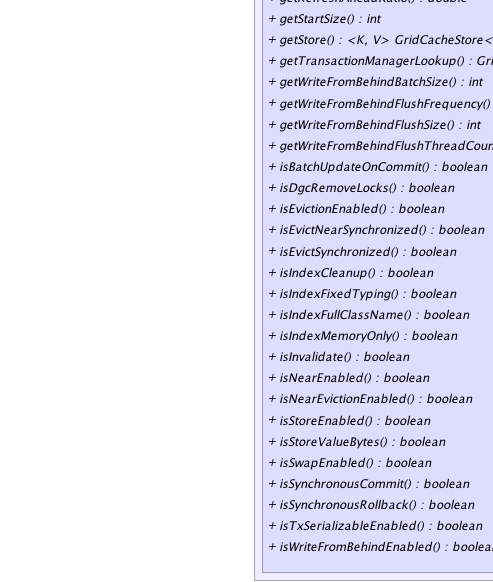 + getStartSize() : int
+ getStore() : <K, V> GridCacheStore<
+ getTransactionManagerLookup() : Gri
+ getWriteFromBehindBatchSize() : int
+ getWriteFromBehindFlushFrequency()
+ getWriteFromBehindFlushSize() : int
+ getWriteFromBehindFlushThreadCoun
+ isBatchUpdateOnCommit() : boolean
+ isDgcRemoveLocks() : boolean
+ isEvictionEnabled() : boolean
+ isEvictNearSynchronized() : boolean
+ isEvictSynchronized() : boolean
+ isIndexCleanup() : boolean
+ isIndexFixedTyping() : boolean
+ isIndexFullClassName() : boolean
+ isIndexMemoryOnly() : boolean
+ isInvalidate() : boolean
+ isNearEnabled() : boolean
+ isNearEvictionEnabled() : boolean
+ isStoreEnabled() : boolean
+ isStoreValueBytes() : boolean
+ isSwapEnabled() : boolean
+ isSynchronousCommit() : boolean
+ isSynchronousRollback() : boolean
+ isTxSerializableEnabled() : boolean
+ isWriteFromBehindEnabled() : boolea